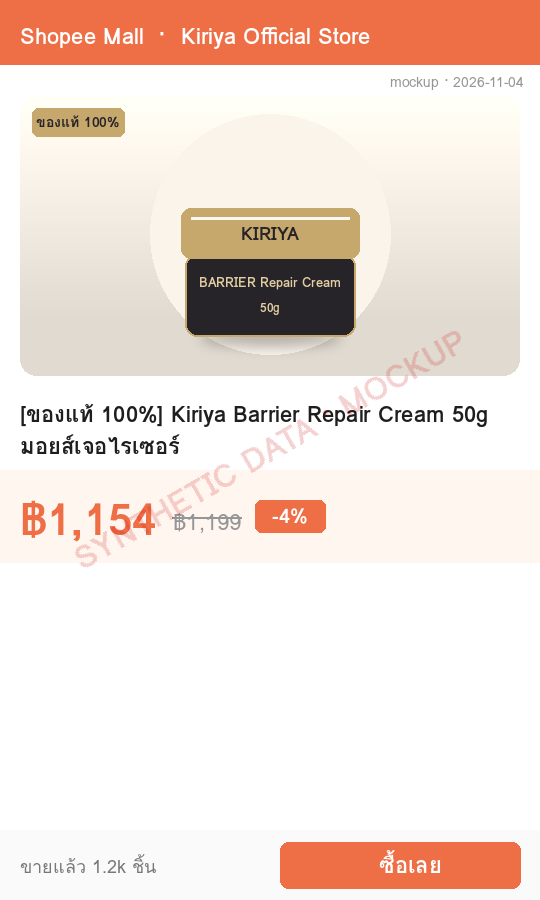 Shopee Mall · Kiriya Official Store
mockup · 2026-11-04
ของแท้ 100%
KIRIYA
BARRIER Repair Cream
50g
[ของแท้ 100%] Kiriya Barrier Repair Cream 50g
มอยส์เจอไรเซอร์
฿1,154 ฿1,199 -4%
SYNTHETIC DATA · MOCKUP
ขายแล้ว 1.2k ชิ้น
ซื้อเลย